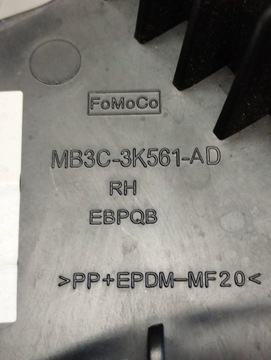 FoMoCo
MB3C-3K561-AD
RH
EBPQB
>PP+EPDM-MF20<